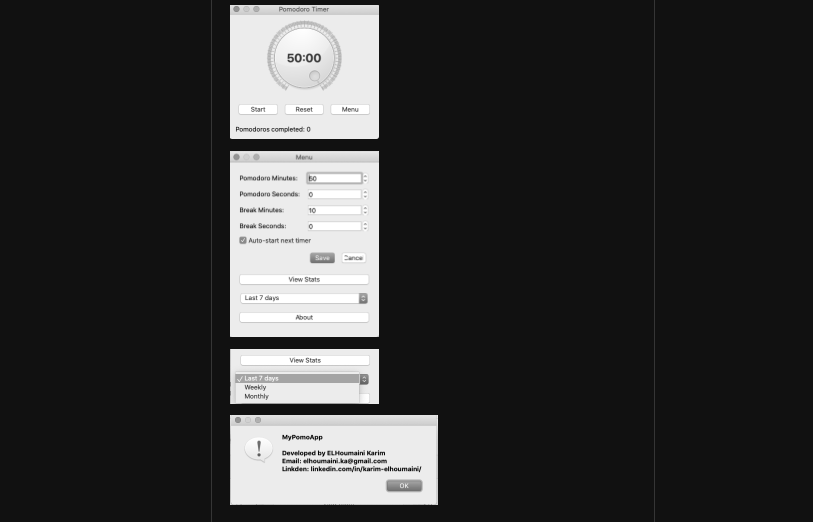 Pomodoro Timer
50:00
Start Reset Menu
Pomodoros completed: 0
Menu
Pomodoro Minutes: 50
Pomodoro Seconds: 0
Break Minutes: 10
Break Seconds: 0
Auto-start next timer
Save Cance
View Stats
Last 7 days
About
View Stats
Last 7 days
Weekly
Monthly
MyPomoApp
Developed by ELHoumaini Karim
Email: elhoumaini.ka@gmail.com
Linkden: linkedin.com/in/karim-elhoumaini/
OK